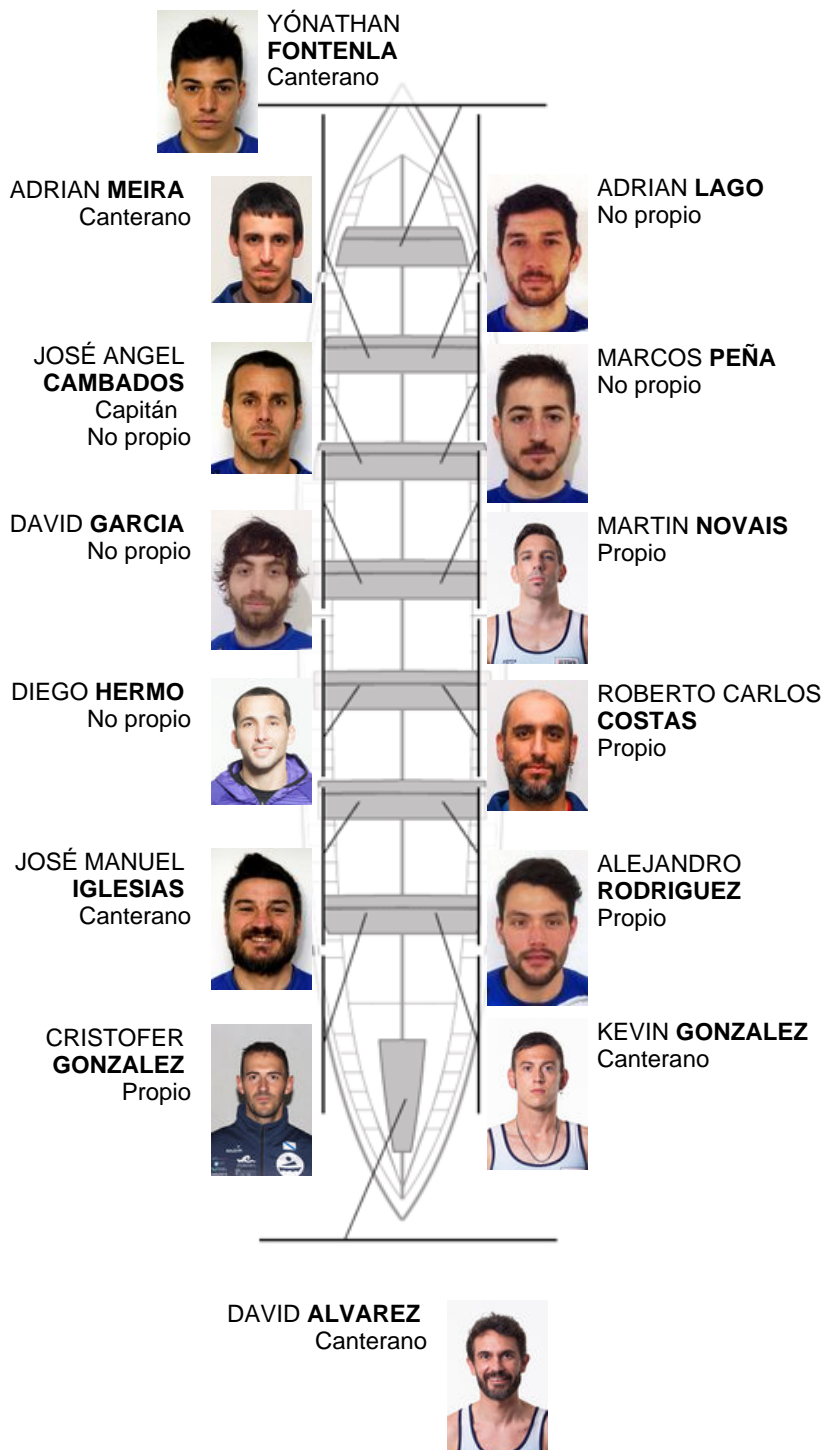 YÓNATHAN
FONTENLA
Canterano
ADRIAN MEIRA
Canterano
ADRIAN LAGO
No propio
JOSÉ ANGEL
CAMBADOS
Capitán
No propio
MARCOS PEÑA
No propio
DAVID GARCIA
No propio
MARTIN NOVAIS
Propio
DIEGO HERMO
No propio
ROBERTO CARLOS
COSTAS
Propio
JOSÉ MANUEL
IGLESIAS
Canterano
ALEJANDRO
RODRIGUEZ
Propio
CRISTOFER
GONZALEZ
Propio
KEVIN GONZALEZ
Canterano
DAVID ALVAREZ
Canterano